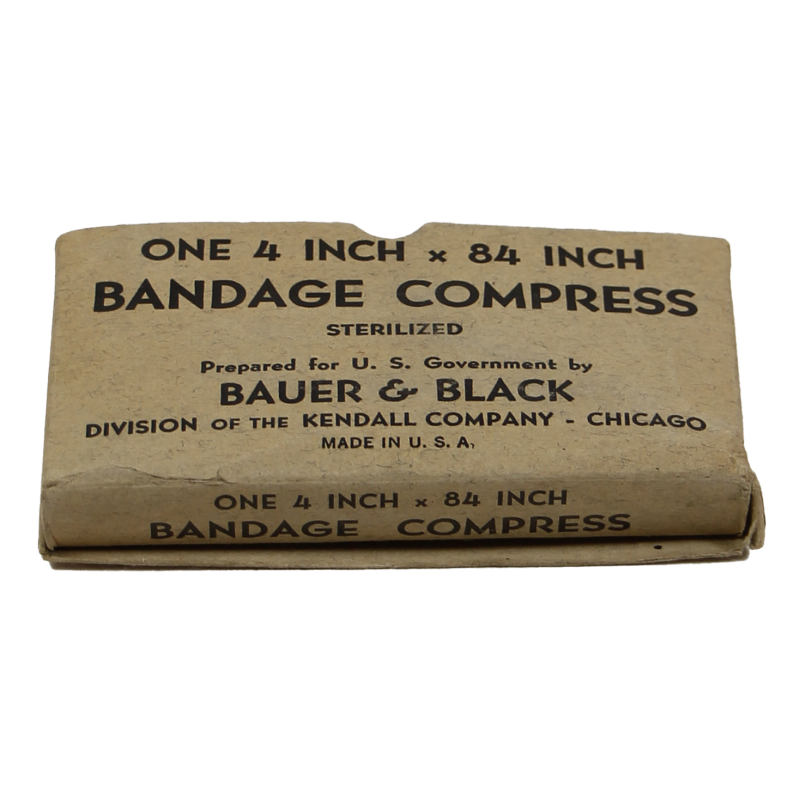 ONE 4 INCH x 84 INCH
BANDAGE COMPRESS
STERILIZED
Prepared for U. S. Government by
BAUER & BLACK
DIVISION OF THE KENDALL COMPANY - CHICAGO
MADE IN U. S. A.
ONE 4 INCH x 84 INCH
BANDAGE COMPRESS